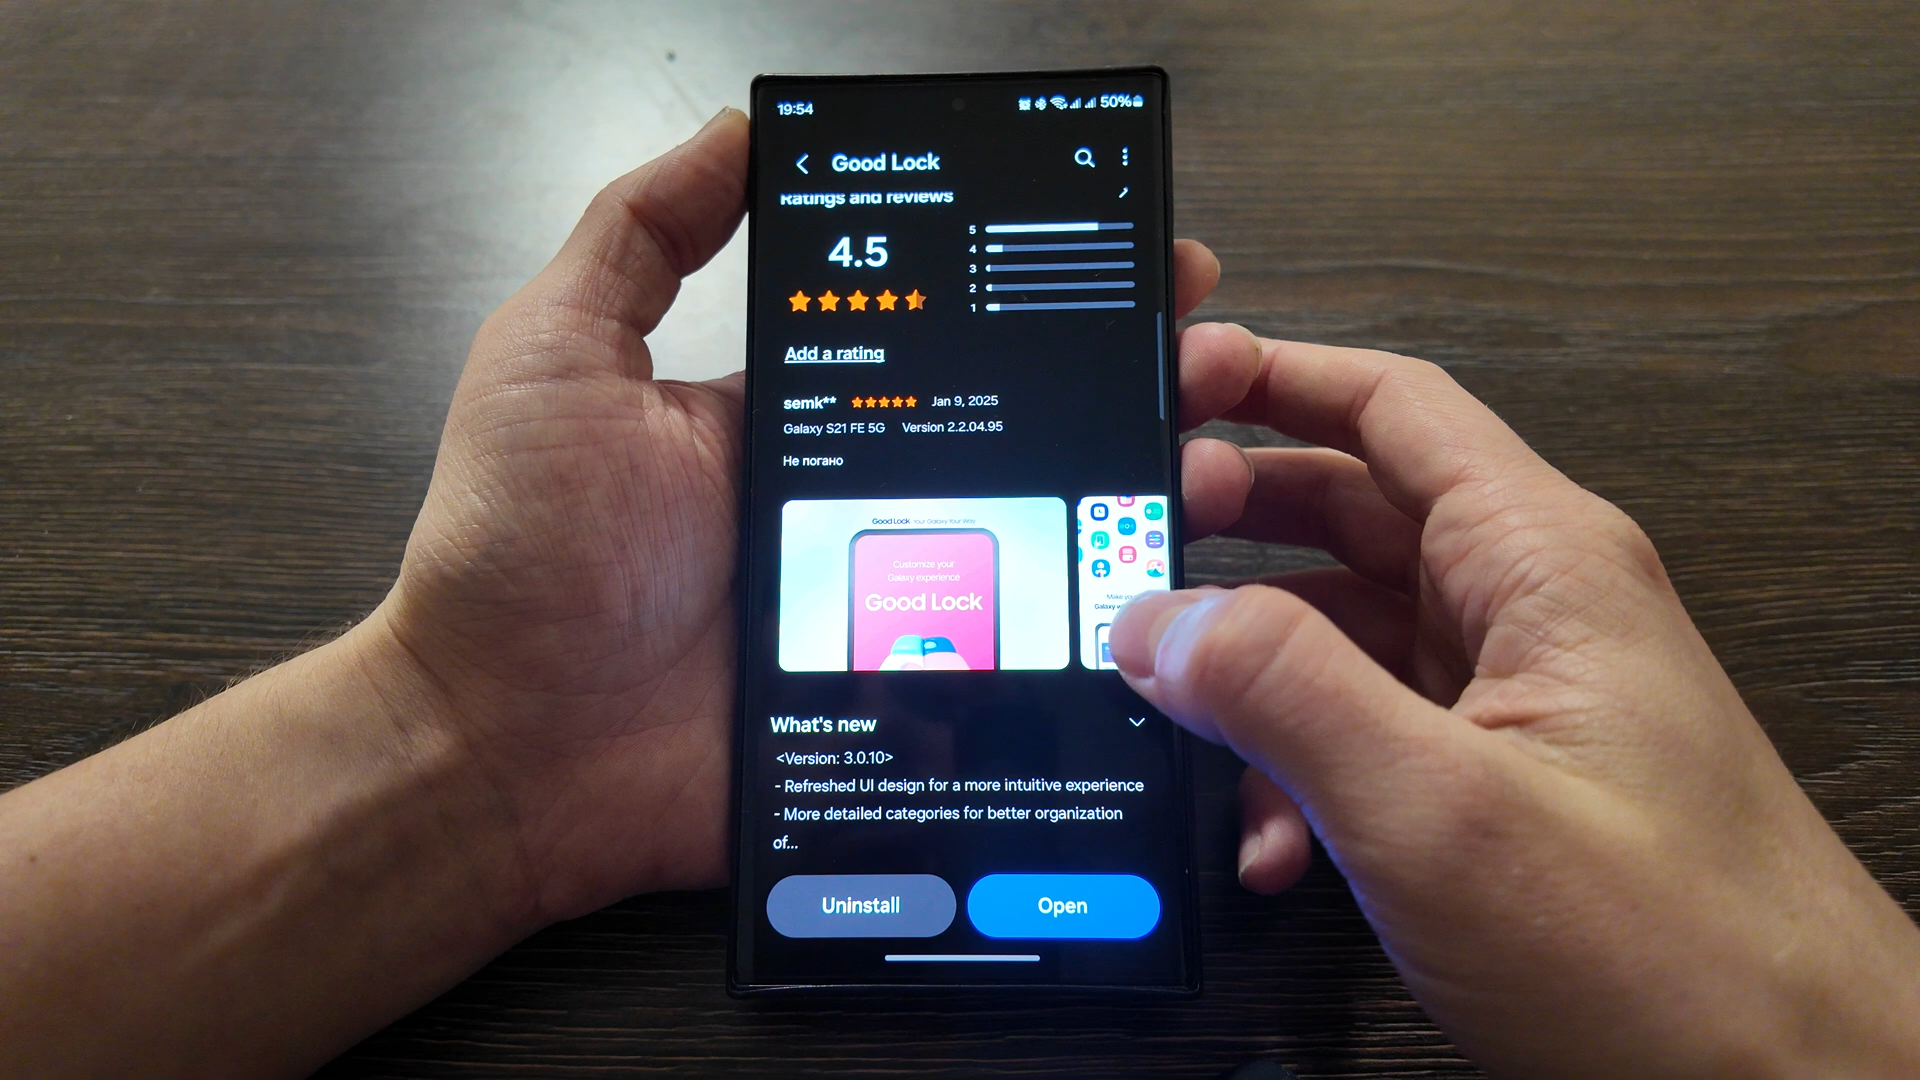 19:54
50%
Good Lock
Ratings and reviews
4.5
5
4
3
2
1
Add a rating
semk** Jan 9, 2025
Galaxy S21 FE 5G Version 2.2.04.95
Не погано
Good Lock Your Galaxy Your Way
Customize your
Galaxy experience
Good Lock
Make yo
Galaxy w
What's new
<Version: 3.0.10>
- Refreshed UI design for a more intuitive experience
- More detailed categories for better organization
of...
Uninstall
Open